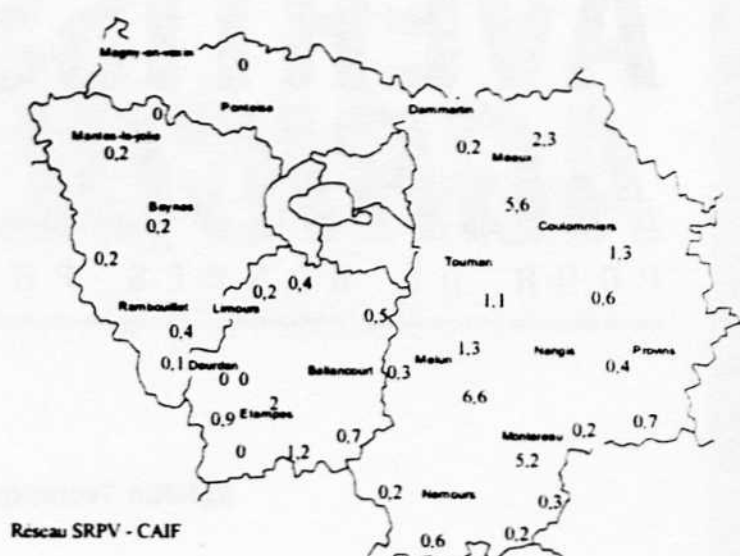 Magny-en-vexin
0
Pontoise
Dammartin
0
Mantes-la-jolie
0,2
0,2
Meaux
2,3
Baynes
0,2
5,6
Coulommiers
0,2
Tournan
1,3
0,2
0,4
Rambouillet
Limours
0,5
1,1
0,6
0,4
0,1
Dourdan
0 0
Ballancourt
0,3
Melun
1,3
Nangis
Provins
0,4
2
Etampes
0,9
6,6
0,7
0
1,2
Montereau
0,2
0,7
5,2
0,2
Nemours
0,3
0,6
0,2
Réseau SRPV - CAIF